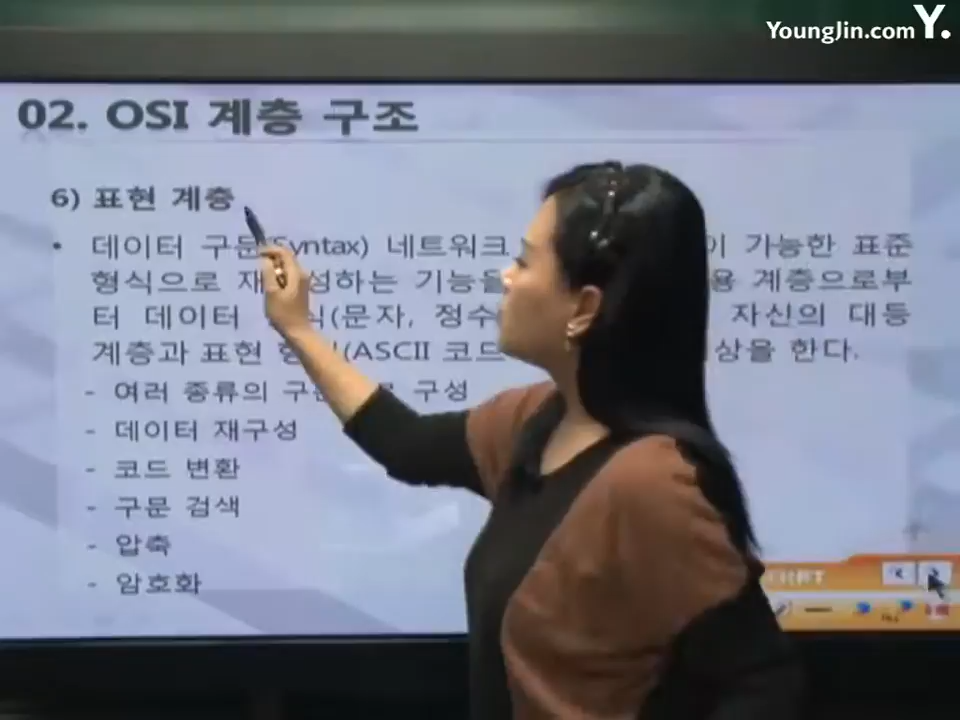 YoungJin.com Y.
02. OSI 계층 구조
6) 표현 계층
• 데이터 구문(Syntax) 네트워크 가능한 표준
형식으로 재 성하는 기능을 계층으로부
터 데이터 (문자, 정수 자신의 대등
계층과 표현 (ASCII 코드 한다.
- 여러 종류의 구성
- 데이터 재구성
- 코드 변환
- 구문 검색
- 압축
- 암호화